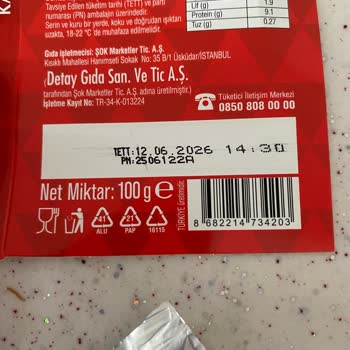 Tavsiye Edilen tüketim tarihi (TETT) ve parti
numarası (PN) ambalajın üzerindedir.
Serin ve kuru bir yerde, koku ve doğrudan ışıktan
uzakta, 18-22 °C 'de muhafaza edilmelidir.
Lif (g) 1.9
Protein (g) 9.1
Tuz (g) 0.27
Gıda işletmecisi: ŞOK Marketler Tic. A.Ş.
Kısıklı Mahallesi Hanımseti Sokak No: 35 B/1 Üsküdar/İSTANBUL
Detay Gıda San. Ve Tic A.Ş.
tarafından Şok Marketler Tic. A.Ş. adına üretilmiştir.
İşletme Kayıt No: TR-34-K-013224
Tüketici İletişim Merkezi
0850 808 00 00
TETT:12.06.2026 14:30
PN:2506122A
Net Miktar: 100 g e
TÜRKİYE üretimidir.
41
ALU
21
PAP
16115
8 682214 734203